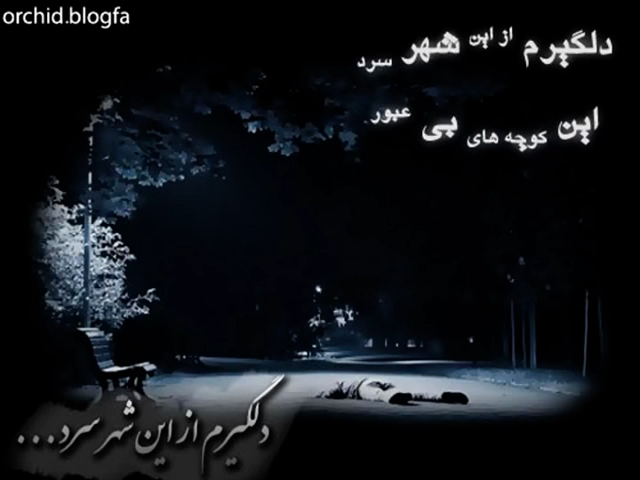 orchid.blogfa
دلگیرم از این شهر سرد
این کوچه های بی عبور
دلگیرم از این شهر سرد...